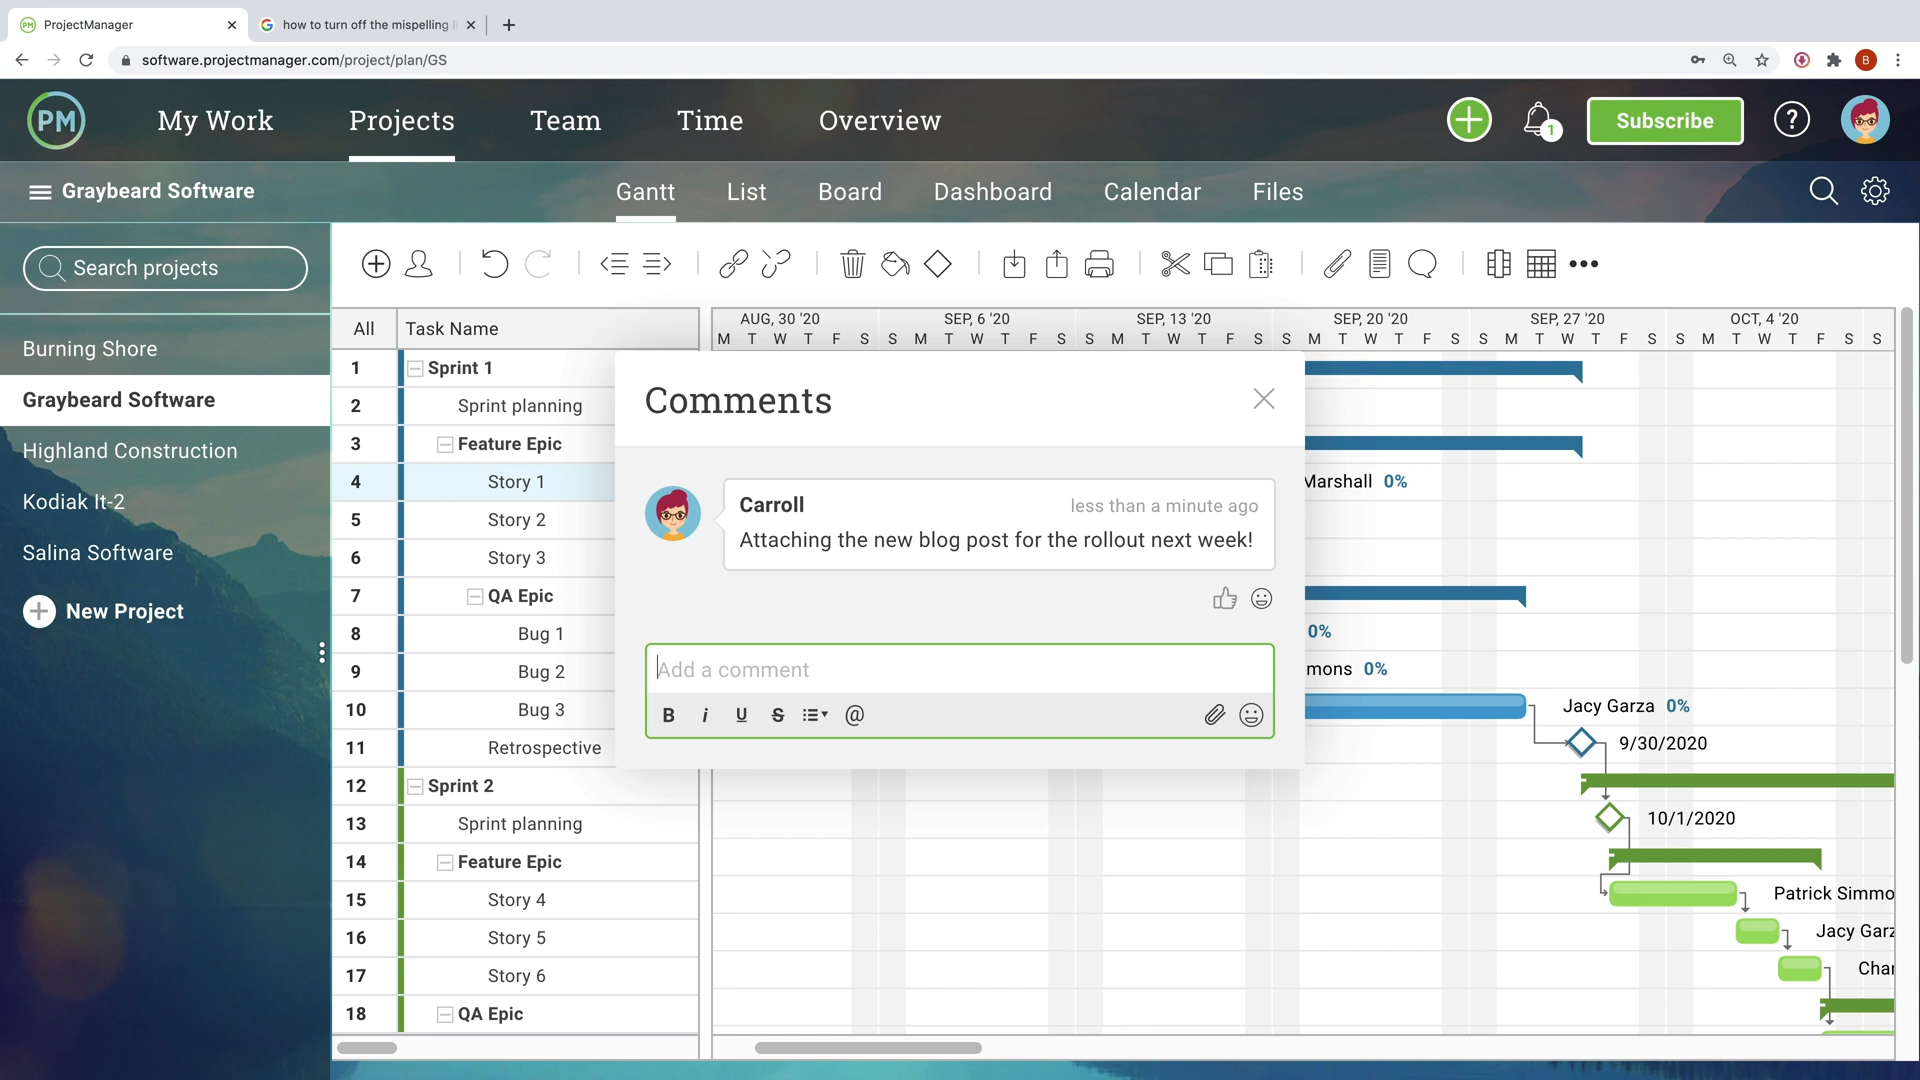 ProjectManager
how to turn off the mispelling l
software.projectmanager.com/project/plan/GS
B
PM
My Work
Projects
Team
Time
Overview
1
Subscribe
?
Graybeard Software
Gantt
List
Board
Dashboard
Calendar
Files
Search projects
Burning Shore
Graybeard Software
Highland Construction
Kodiak It-2
Salina Software
New Project
All Task Name
AUG, 30 '20 SEP, 6 '20 SEP, 13 '20 SEP, 20 '20 SEP, 27 '20 OCT, 4 '20
M T W T F S S M T W T F S S M T W T F S S M T W T F S S M T W T F S S M T W T F S S
1 Sprint 1
2 Sprint planning
3 Feature Epic
4 Story 1
5 Story 2
6 Story 3
7 QA Epic
8 Bug 1
9 Bug 2
10 Bug 3
11 Retrospective
12 Sprint 2
13 Sprint planning
14 Feature Epic
15 Story 4
16 Story 5
17 Story 6
18 QA Epic
Comments
Carroll less than a minute ago
Attaching the new blog post for the rollout next week!
Add a comment
B i U S @
Marshall 0%
0%
mons 0%
Jacy Garza 0%
9/30/2020
10/1/2020
Patrick Simmo
Jacy Garz
Char